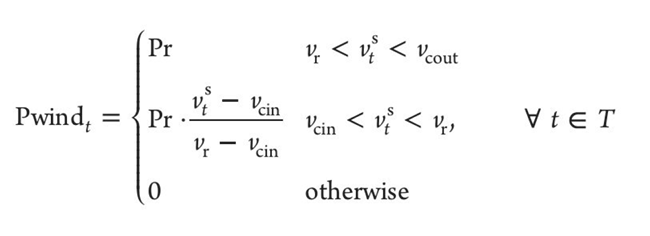 Pr v_r < v_t^s < v_cout
Pwind_t = { Pr · (v_t^s − v_cin) / (v_r − v_cin) v_cin < v_t^s < v_r, ∀ t ∈ T
0 otherwise